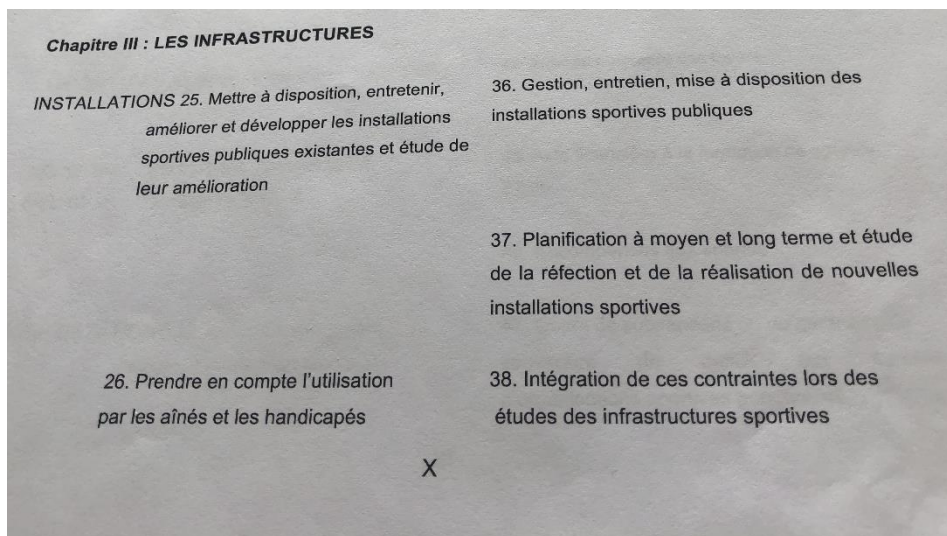 Chapitre III : LES INFRASTRUCTURES
INSTALLATIONS 25. Mettre à disposition, entretenir,
améliorer et développer les installations
sportives publiques existantes et étude de
leur amélioration
36. Gestion, entretien, mise à disposition des
installations sportives publiques
37. Planification à moyen et long terme et étude
de la réfection et de la réalisation de nouvelles
installations sportives
26. Prendre en compte l'utilisation
par les aînés et les handicapés
38. Intégration de ces contraintes lors des
études des infrastructures sportives
X